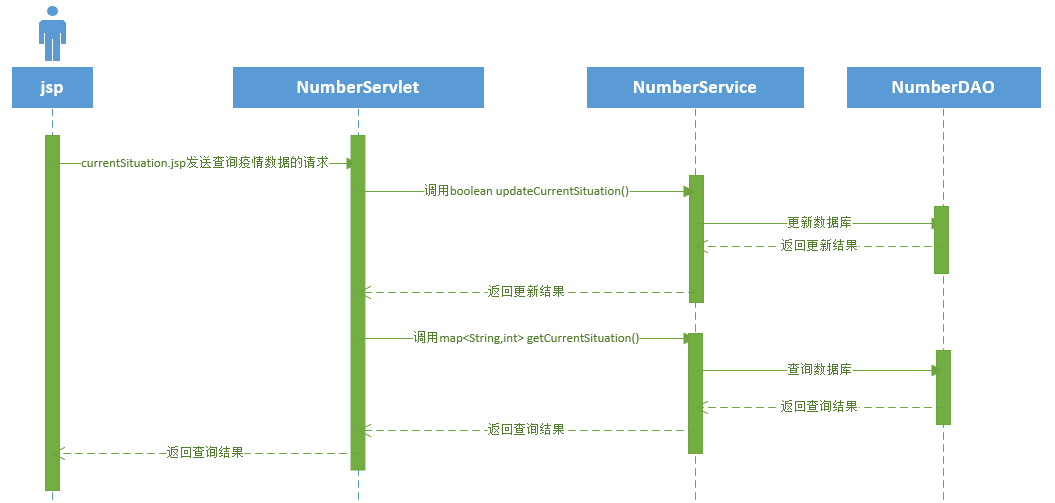 jsp
NumberServlet
NumberService
NumberDAO
currentSituation.jsp发送查询疫情数据的请求
调用boolean updateCurrentSituation()
更新数据库
返回更新结果
返回更新结果
调用map<String,int> getCurrentSituation()
查询数据库
返回查询结果
返回查询结果
返回查询结果